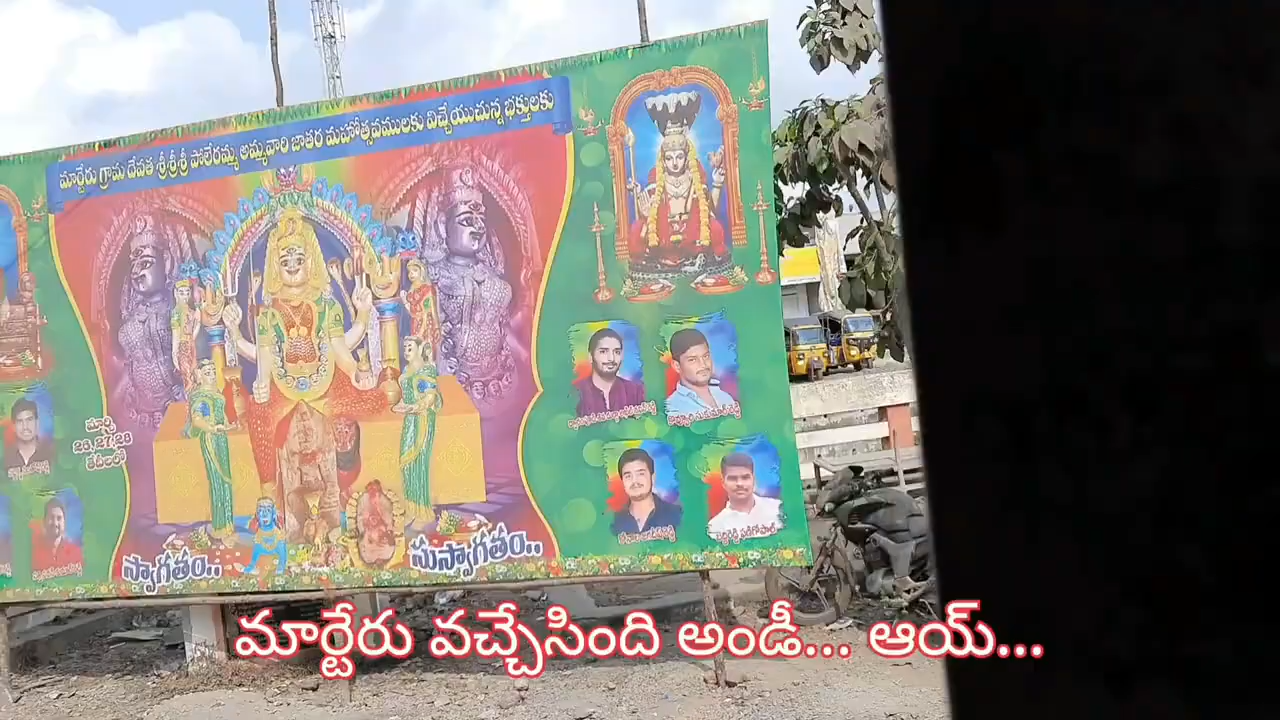 మార్టేరు గ్రామ దేవత శ్రీశ్రీశ్రీ పోలేరమ్మ అమ్మవారి జాతర మహోత్సవములకు విచ్చేయుచున్న భక్తులకు
మార్చి
26,27,28
తేదిలలో
స్వాగతం..
సుస్వాగతం..
మార్టేరు వచ్చేసింది అండీ... ఆయ్...